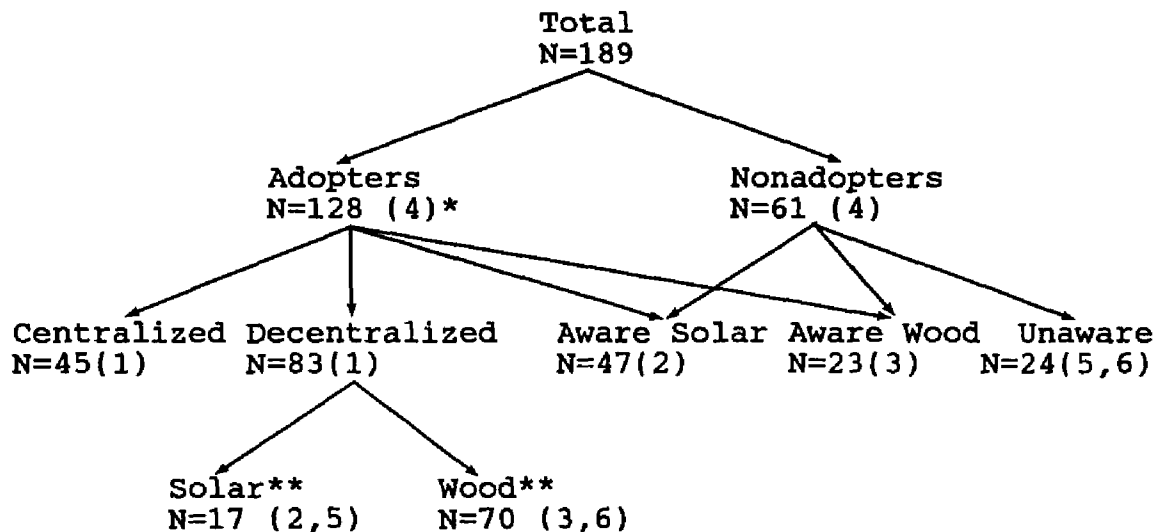 Total
N=189
Adopters
N=128 (4)*
Nonadopters
N=61 (4)
Centralized
N=45(1)
Decentralized
N=83(1)
Aware Solar
N=47(2)
Aware Wood
N=23(3)
Unaware
N=24(5,6)
Solar**
N=17 (2,5)
Wood**
N=70 (3,6)